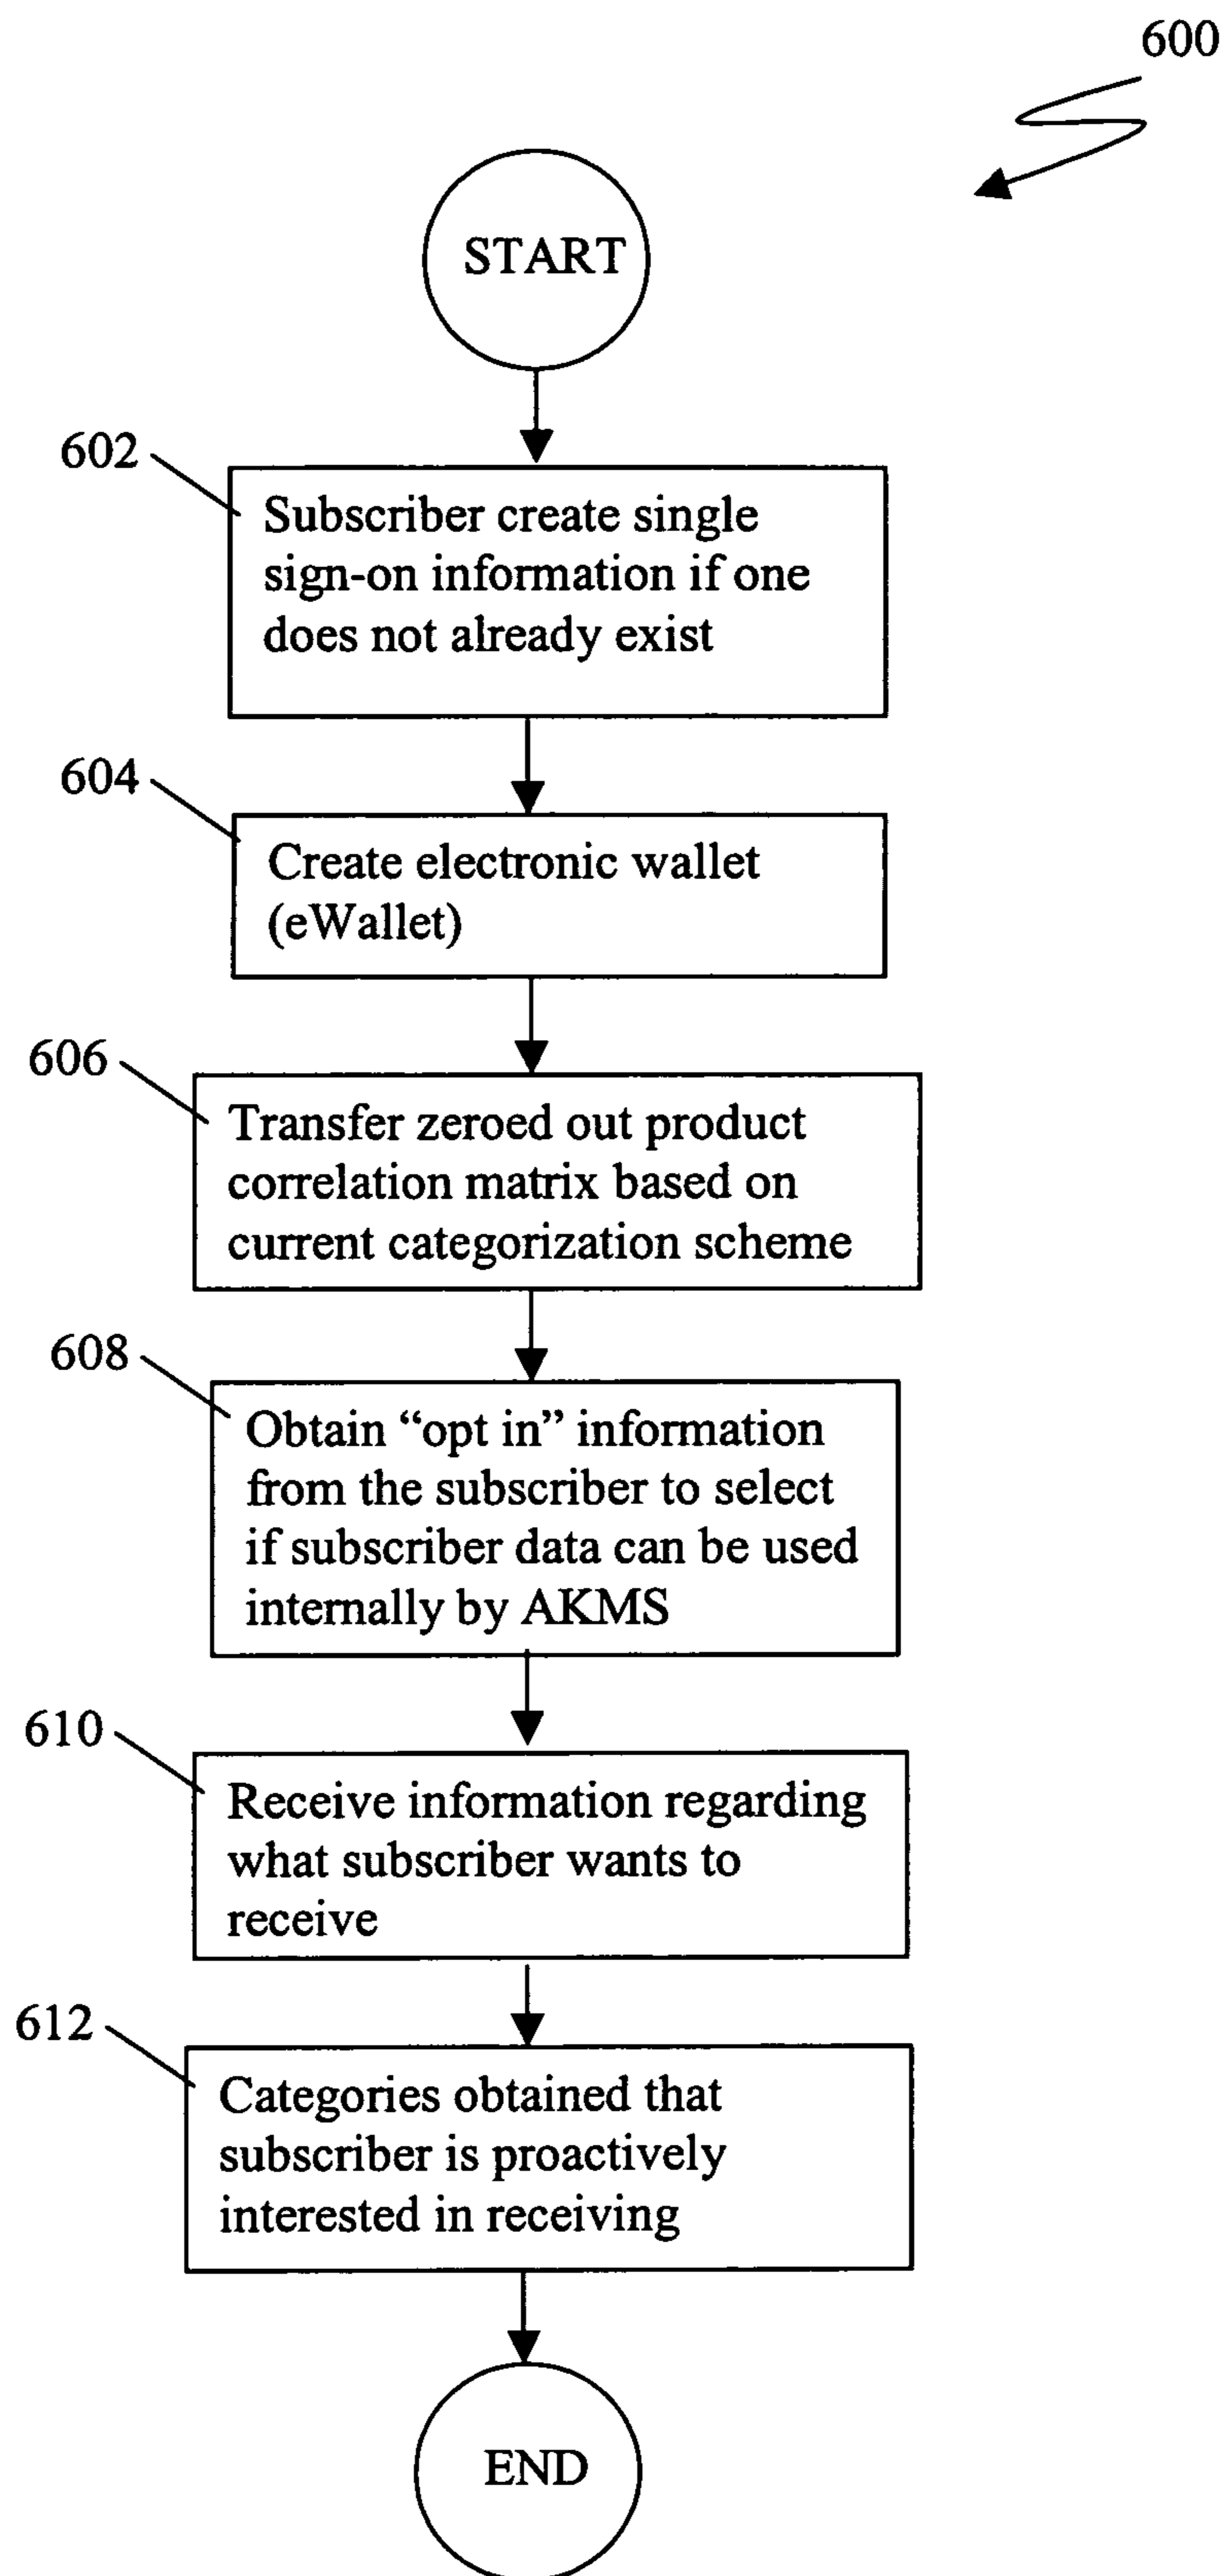 600
START
602
Subscriber create single
sign-on information if one
does not already exist
604
Create electronic wallet
(eWallet)
606
Transfer zeroed out product
correlation matrix based on
current categorization scheme
608
Obtain “opt in” information
from the subscriber to select
if subscriber data can be used
internally by AKMS
610
Receive information regarding
what subscriber wants to
receive
612
Categories obtained that
subscriber is proactively
interested in receiving
END